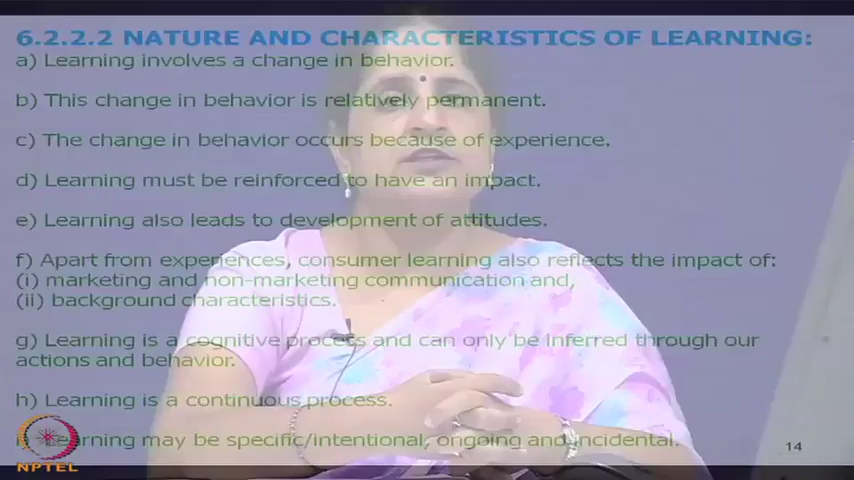 6.2.2.2 NATURE AND CHARACTERISTICS OF LEARNING:
a) Learning involves a change in behavior.
b) This change in behavior is relatively permanent.
c) The change in behavior occurs because of experience.
d) Learning must be reinforced to have an impact.
e) Learning also leads to development of attitudes.
f) Apart from experiences, consumer learning also reflects the impact of:
(i) marketing and non-marketing communication and,
(ii) background characteristics.
g) Learning is a cognitive process and can only be inferred through our
actions and behavior.
h) Learning is a continuous process.
i) Learning may be specific/intentional, ongoing and incidental.
14
NPTEL